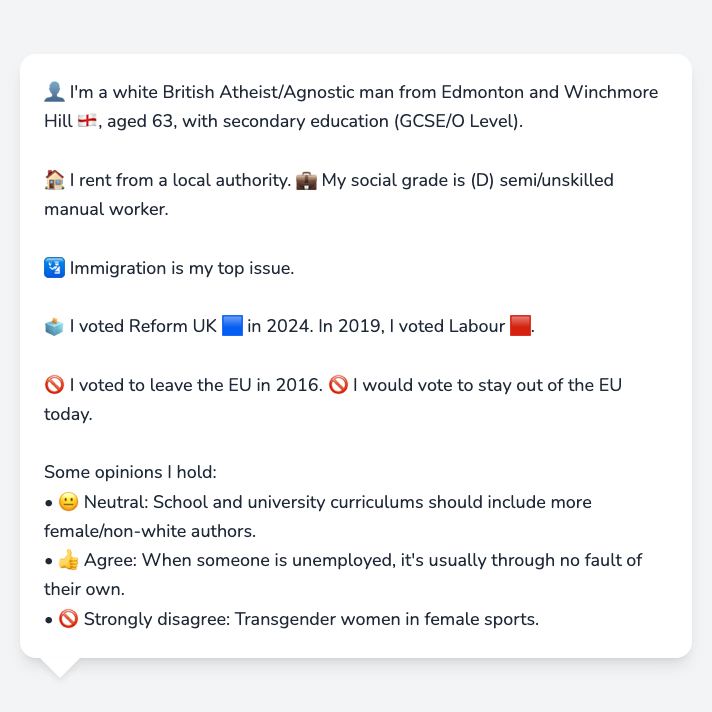 👤 I'm a white British Atheist/Agnostic man from Edmonton and Winchmore
Hill 🏴󠁧󠁢󠁥󠁮󠁧󠁿, aged 63, with secondary education (GCSE/O Level).
🏠 I rent from a local authority. 💼 My social grade is (D) semi/unskilled
manual worker.
🛂 Immigration is my top issue.
🗳️ I voted Reform UK 🟦 in 2024. In 2019, I voted Labour 🟥.
🚫 I voted to leave the EU in 2016. 🚫 I would vote to stay out of the EU
today.
Some opinions I hold:
• 😐 Neutral: School and university curriculums should include more
female/non-white authors.
• 👍 Agree: When someone is unemployed, it's usually through no fault of
their own.
• 🚫 Strongly disagree: Transgender women in female sports.